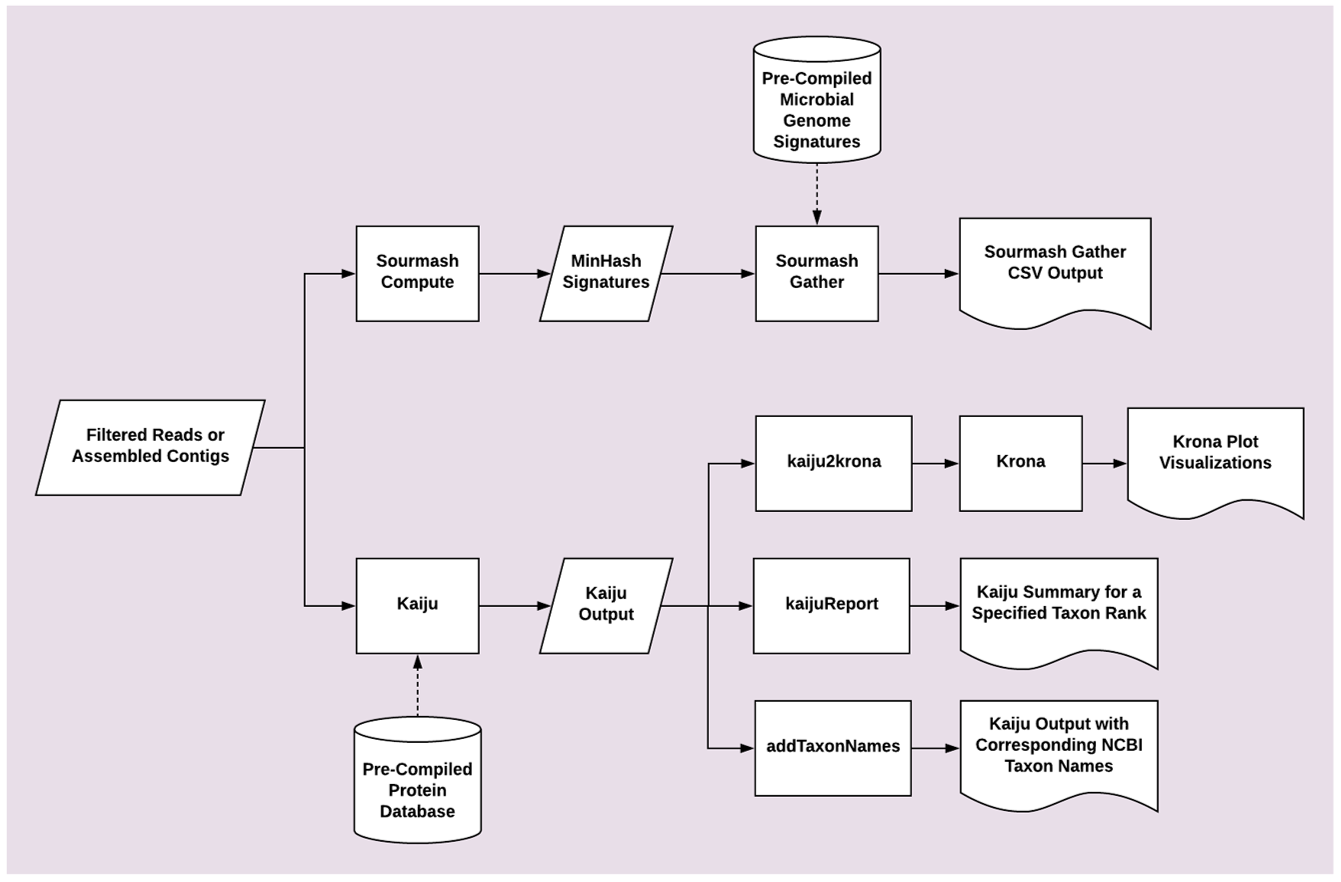 Pre-Compiled
Microbial
Genome
Signatures
Sourmash
Compute
MinHash
Signatures
Sourmash
Gather
Sourmash Gather
CSV Output
Filtered Reads or
Assembled Contigs
kaiju2krona
Krona
Krona Plot
Visualizations
Kaiju
Kaiju
Output
kaijuReport
Kaiju Summary for a
Specified Taxon Rank
addTaxonNames
Kaiju Output with
Corresponding NCBI
Taxon Names
Pre-Compiled
Protein
Database